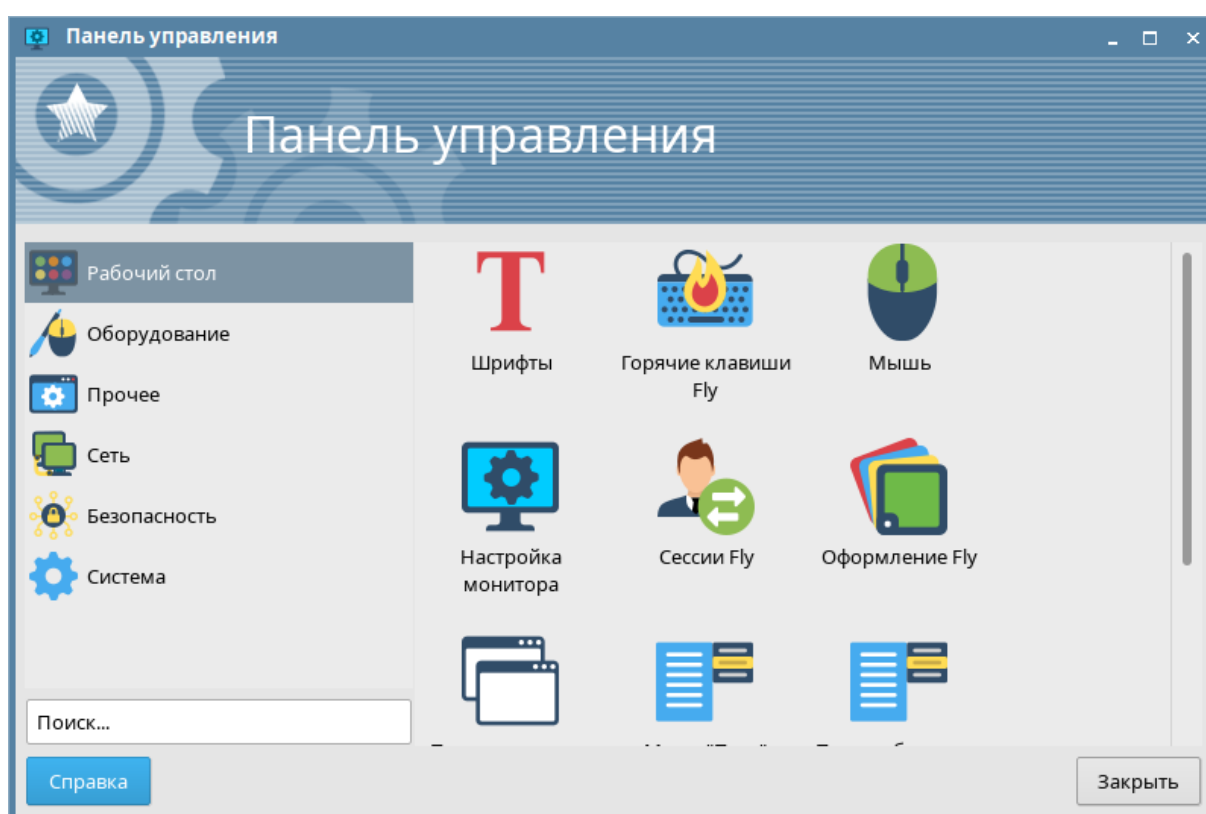 Панель управления
Панель управления
Рабочий стол
Оборудование
Прочее
Сеть
Безопасность
Система
Поиск...
Справка
Шрифты
Горячие клавиши
Fly
Мышь
Настройка
монитора
Сессии Fly
Оформление Fly
Закрыть